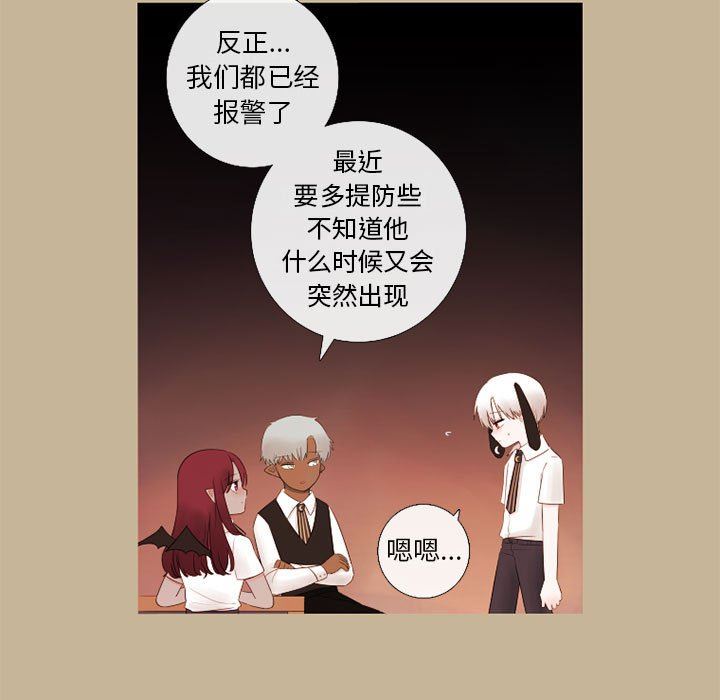 反正...
我们都已经
报警了
最近
要多提防些
不知道他
什么时候又会
突然出现
嗯嗯...